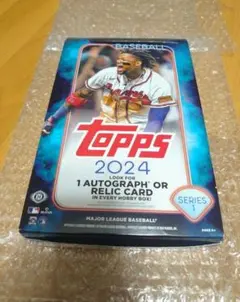 BASEBALL
TOPPS
2024
LOOK FOR
1 AUTOGRAPH* OR
RELIC CARD
IN EVERY HOBBY BOX!
SERIES
1
MAJOR LEAGUE BASEBALL